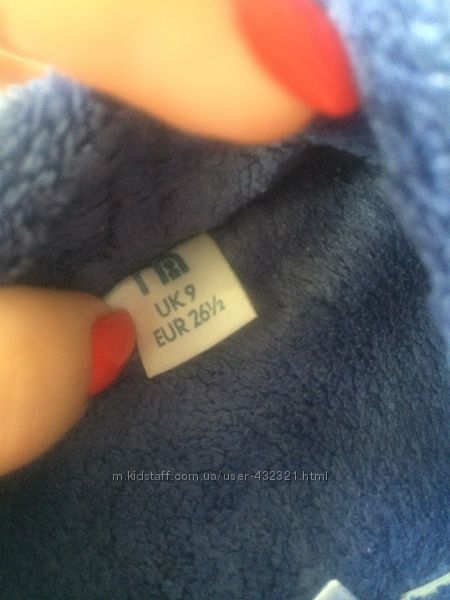 UK.9
EUR 26½
m.kidstaff.com.ua/user-432321.html